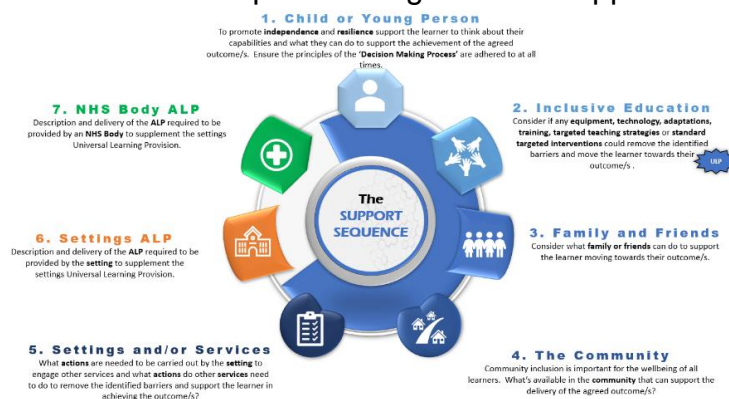 1. Child or Young Person
To promote independence and resilience support the learner to think about their
capabilities and what they can do to support the achievement of the agreed
outcome/s. Ensure the principles of the 'Decision Making Process' are adhered to at all
times.
2. Inclusive Education
Consider if any equipment, technology, adaptations,
training, targeted teaching strategies or standard
targeted interventions could remove the identified
barriers and move the learner towards their
outcome/s .
ULP
3. Family and Friends
Consider what family or friends can do to support
the learner moving towards their outcome/s.
4. The Community
Community inclusion is important for the wellbeing of all
learners. What's available in the community that can support
the delivery of the agreed outcome/s?
5. Settings and/or Services
What actions are needed to be carried out by the setting to
engage other services and what actions do other services need
to do to remove the identified barriers and support the learner in
achieving the outcome/s?
6. Settings ALP
Description and delivery of the ALP required to be
provided by the setting to supplement the
settings Universal Learning Provision.
7. NHS Body ALP
Description and delivery of the ALP required to be
provided by an NHS Body to supplement the settings
Universal Learning Provision.
The
SUPPORT
SEQUENCE